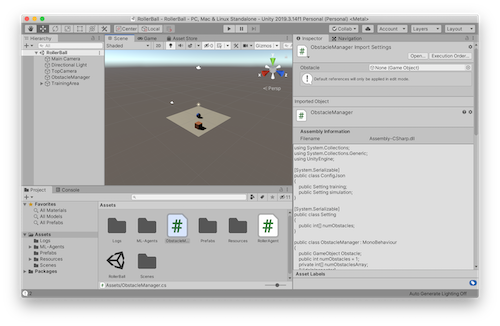 RollerBall - RollerBall - PC, Mac & Linux Standalone - Unity 2019.3.14f1 Personal (Personal) <Metal>
Center
Local
Collab
Account
Layers
Layout
Hierarchy
Scene
Game
Asset Store
Inspector
Navigation
All
Shaded
2D
Gizmos
ObstacleManager Import Settings
RollerBall
Open...
Execution Order...
Main Camera
Directional Light
TopCamera
ObstacleManager
TrainingArea
Obstacle
None (Game Object)
Default references will only be applied in edit mode.
Persp
Imported Object
ObstacleManager
Assembly Information
Filename
Assembly-CSharp.dll
using System.Collections;
using System.Collections.Generic;
using UnityEngine;
[System.Serializable]
public class ConfigJson
{
public Setting training;
public Setting simulation;
}
[System.Serializable]
public class Setting
{
public int[] numObstacles;
}
public class ObstacleManager : MonoBehaviour
{
public GameObject Obstacle;
public int numObstacles = 1;
private int[] numObstaclesArray;
Project
Console
Favorites
All Materials
All Models
All Prefabs
Assets
Logs
ML-Agents
Prefabs
Resources
Scenes
Packages
Assets
Logs
ML-Agents
ObstacleM...
Prefabs
Resources
RollerAgent
RollerBall
Scenes
Assets/ObstacleManager.cs
Asset Labels
Auto Generate Lighting Off